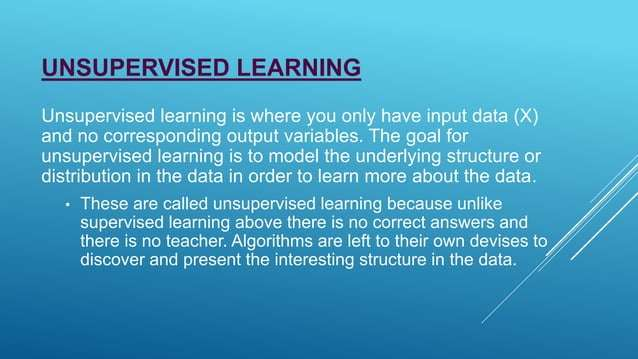 UNSUPERVISED LEARNING
Unsupervised learning is where you only have input data (X)
and no corresponding output variables. The goal for
unsupervised learning is to model the underlying structure or
distribution in the data in order to learn more about the data.
• These are called unsupervised learning because unlike
supervised learning above there is no correct answers and
there is no teacher. Algorithms are left to their own devises to
discover and present the interesting structure in the data.